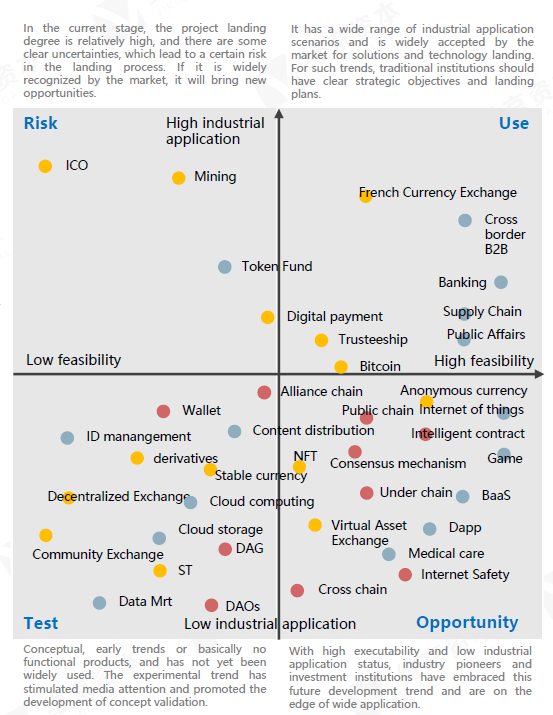 In the current stage, the project landing
degree is relatively high, and there are some
clear uncertainties, which lead to a certain risk
in the landing process. If it is widely
recognized by the market, it will bring new
opportunities.
It has a wide range of industrial application
scenarios and is widely accepted by the
market for solutions and technology landing.
For such trends, traditional institutions should
have clear strategic objectives and landing
plans.
Risk
High industrial
application
Use
ICO
Mining
French Currency Exchange
Cross
border
B2B
Token Fund
Banking
Digital payment
Supply Chain
Trusteeship
Public Affairs
Low feasibility
Bitcoin
High feasibility
Alliance chain
Anonymous currency
Wallet
Public chain
Internet of things
ID manangement
Content distribution
Intelligent contract
derivatives
NFT
Consensus mechanism
Game
Stable currency
Decentralized Exchange
Cloud computing
Under chain
BaaS
Cloud storage
Virtual Asset
Exchange
Dapp
Community Exchange
DAG
Medical care
ST
Internet Safety
Data Mrt
DAOs
Cross chain
Test
Low industrial application
Opportunity
Conceptual, early trends or basically no
functional products, and has not yet been
widely used. The experimental trend has
stimulated media attention and promoted the
development of concept validation.
With high executability and low industrial
application status, industry pioneers and
investment institutions have embraced this
future development trend and are on the
edge of wide application.